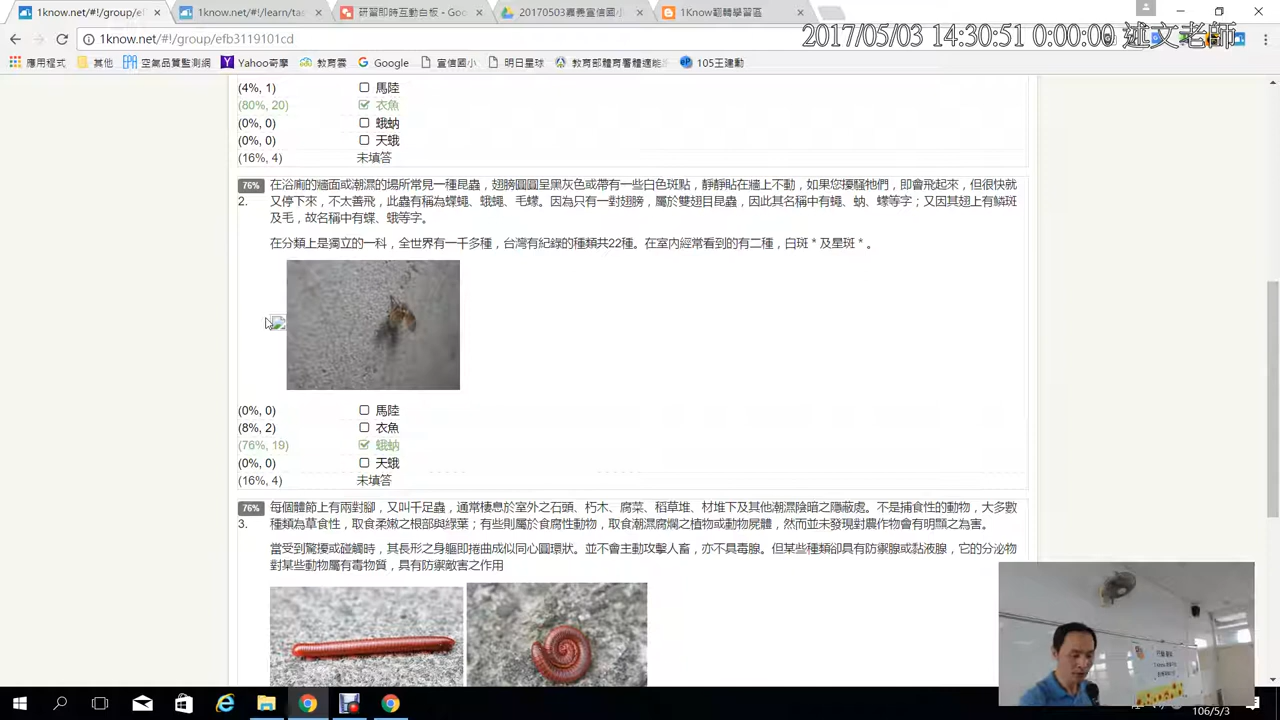 1know.net/#!/group/ef
1know.net/#!/learn/tas
研習即時互動白板 - Goo
20170503嘉義宣信國小
1Know翻轉學習區
1know.net/#!/group/efb3119101cd
2017/05/03 14:30:51 0:00:00 述文老師
應用程式 其他 空氣品質監測網 Yahoo奇摩 教育雲 Google 宣信國小 明日星球 教育部體育署體適能 105王建勳
(4%, 1) 馬陸
(80%, 20) 衣魚
(0%, 0) 蛾蚋
(0%, 0) 天蛾
(16%, 4) 未填答
76% 在浴廁的牆面或潮濕的場所常見一種昆蟲，翅膀圓圓呈黑灰色或帶有一些白色斑點，靜靜貼在牆上不動，如果您擾騷牠們，即會飛起來，但很快就
2. 又停下來，不太善飛，此蟲有稱為蝶蠅、蛾蠅、毛蠓。因為只有一對翅膀，屬於雙翅目昆蟲，因此其名稱中有蠅、蚋、蠓等字；又因其翅上有鱗斑
及毛，故名稱中有蝶、蛾等字。
在分類上是獨立的一科，全世界有一千多種，台灣有紀錄的種類共22種。在室內經常看到的有二種，白斑＊及星斑＊。
(0%, 0) 馬陸
(8%, 2) 衣魚
(76%, 19) 蛾蚋
(0%, 0) 天蛾
(16%, 4) 未填答
76% 每個體節上有兩對腳，又叫千足蟲，通常棲息於室外之石頭、朽木、腐菜、稻草堆、材堆下及其他潮濕陰暗之隱蔽處。不是捕食性的動物，大多數
3. 種類為草食性，取食柔嫩之根部與綠葉；有些則屬於食腐性動物，取食潮濕腐爛之植物或動物屍體，然而並未發現對農作物會有明顯之為害。
當受到驚擾或碰觸時，其長形之身軀即捲曲成似同心圓環狀。並不會主動攻擊人畜，亦不具毒腺。但某些種類卻具有防禦腺或黏液腺，它的分泌物
對某些動物屬有毒物質，具有防禦敵害之作用
106/5/3